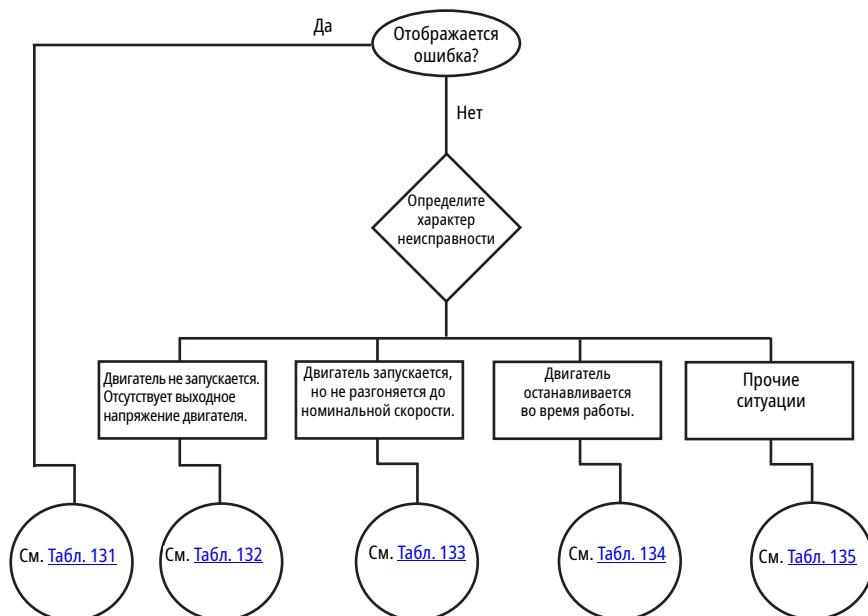 Да
Отображается
ошибка?
Нет
Определите
характер
неисправности
Двигатель не запускается.
Отсутствует выходное
напряжение двигателя.
Двигатель запускается,
но не разгоняется до
номинальной скорости.
Двигатель
останавливается
во время работы.
Прочие
ситуации
См. Табл. 131
См. Табл. 132
См. Табл. 133
См. Табл. 134
См. Табл. 135